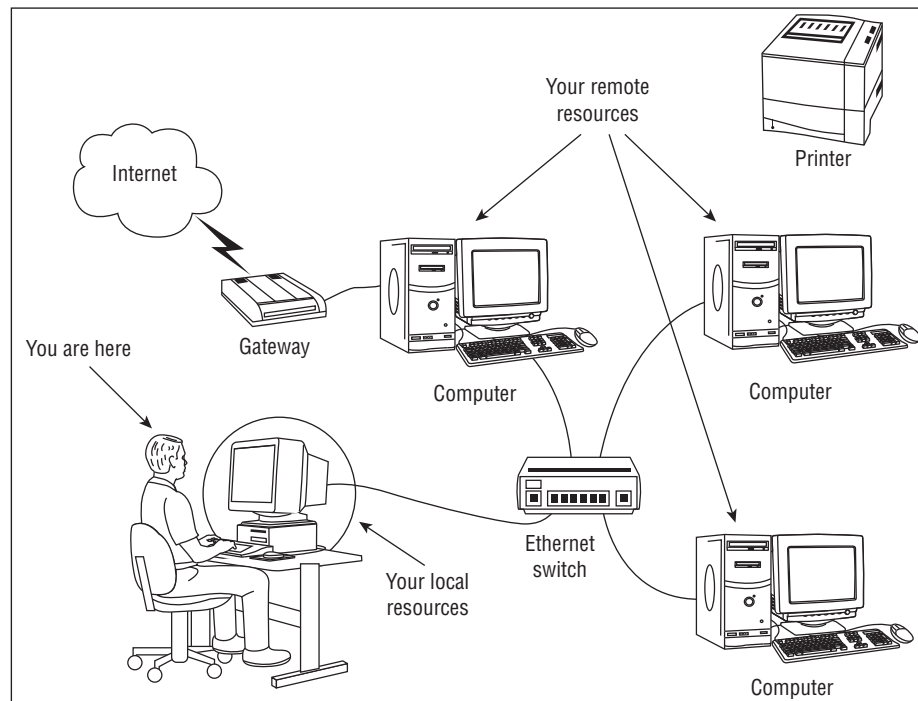 Your remote
resources
Printer
Internet
Gateway
You are here
Computer
Computer
Ethernet
switch
Your local
resources
Computer